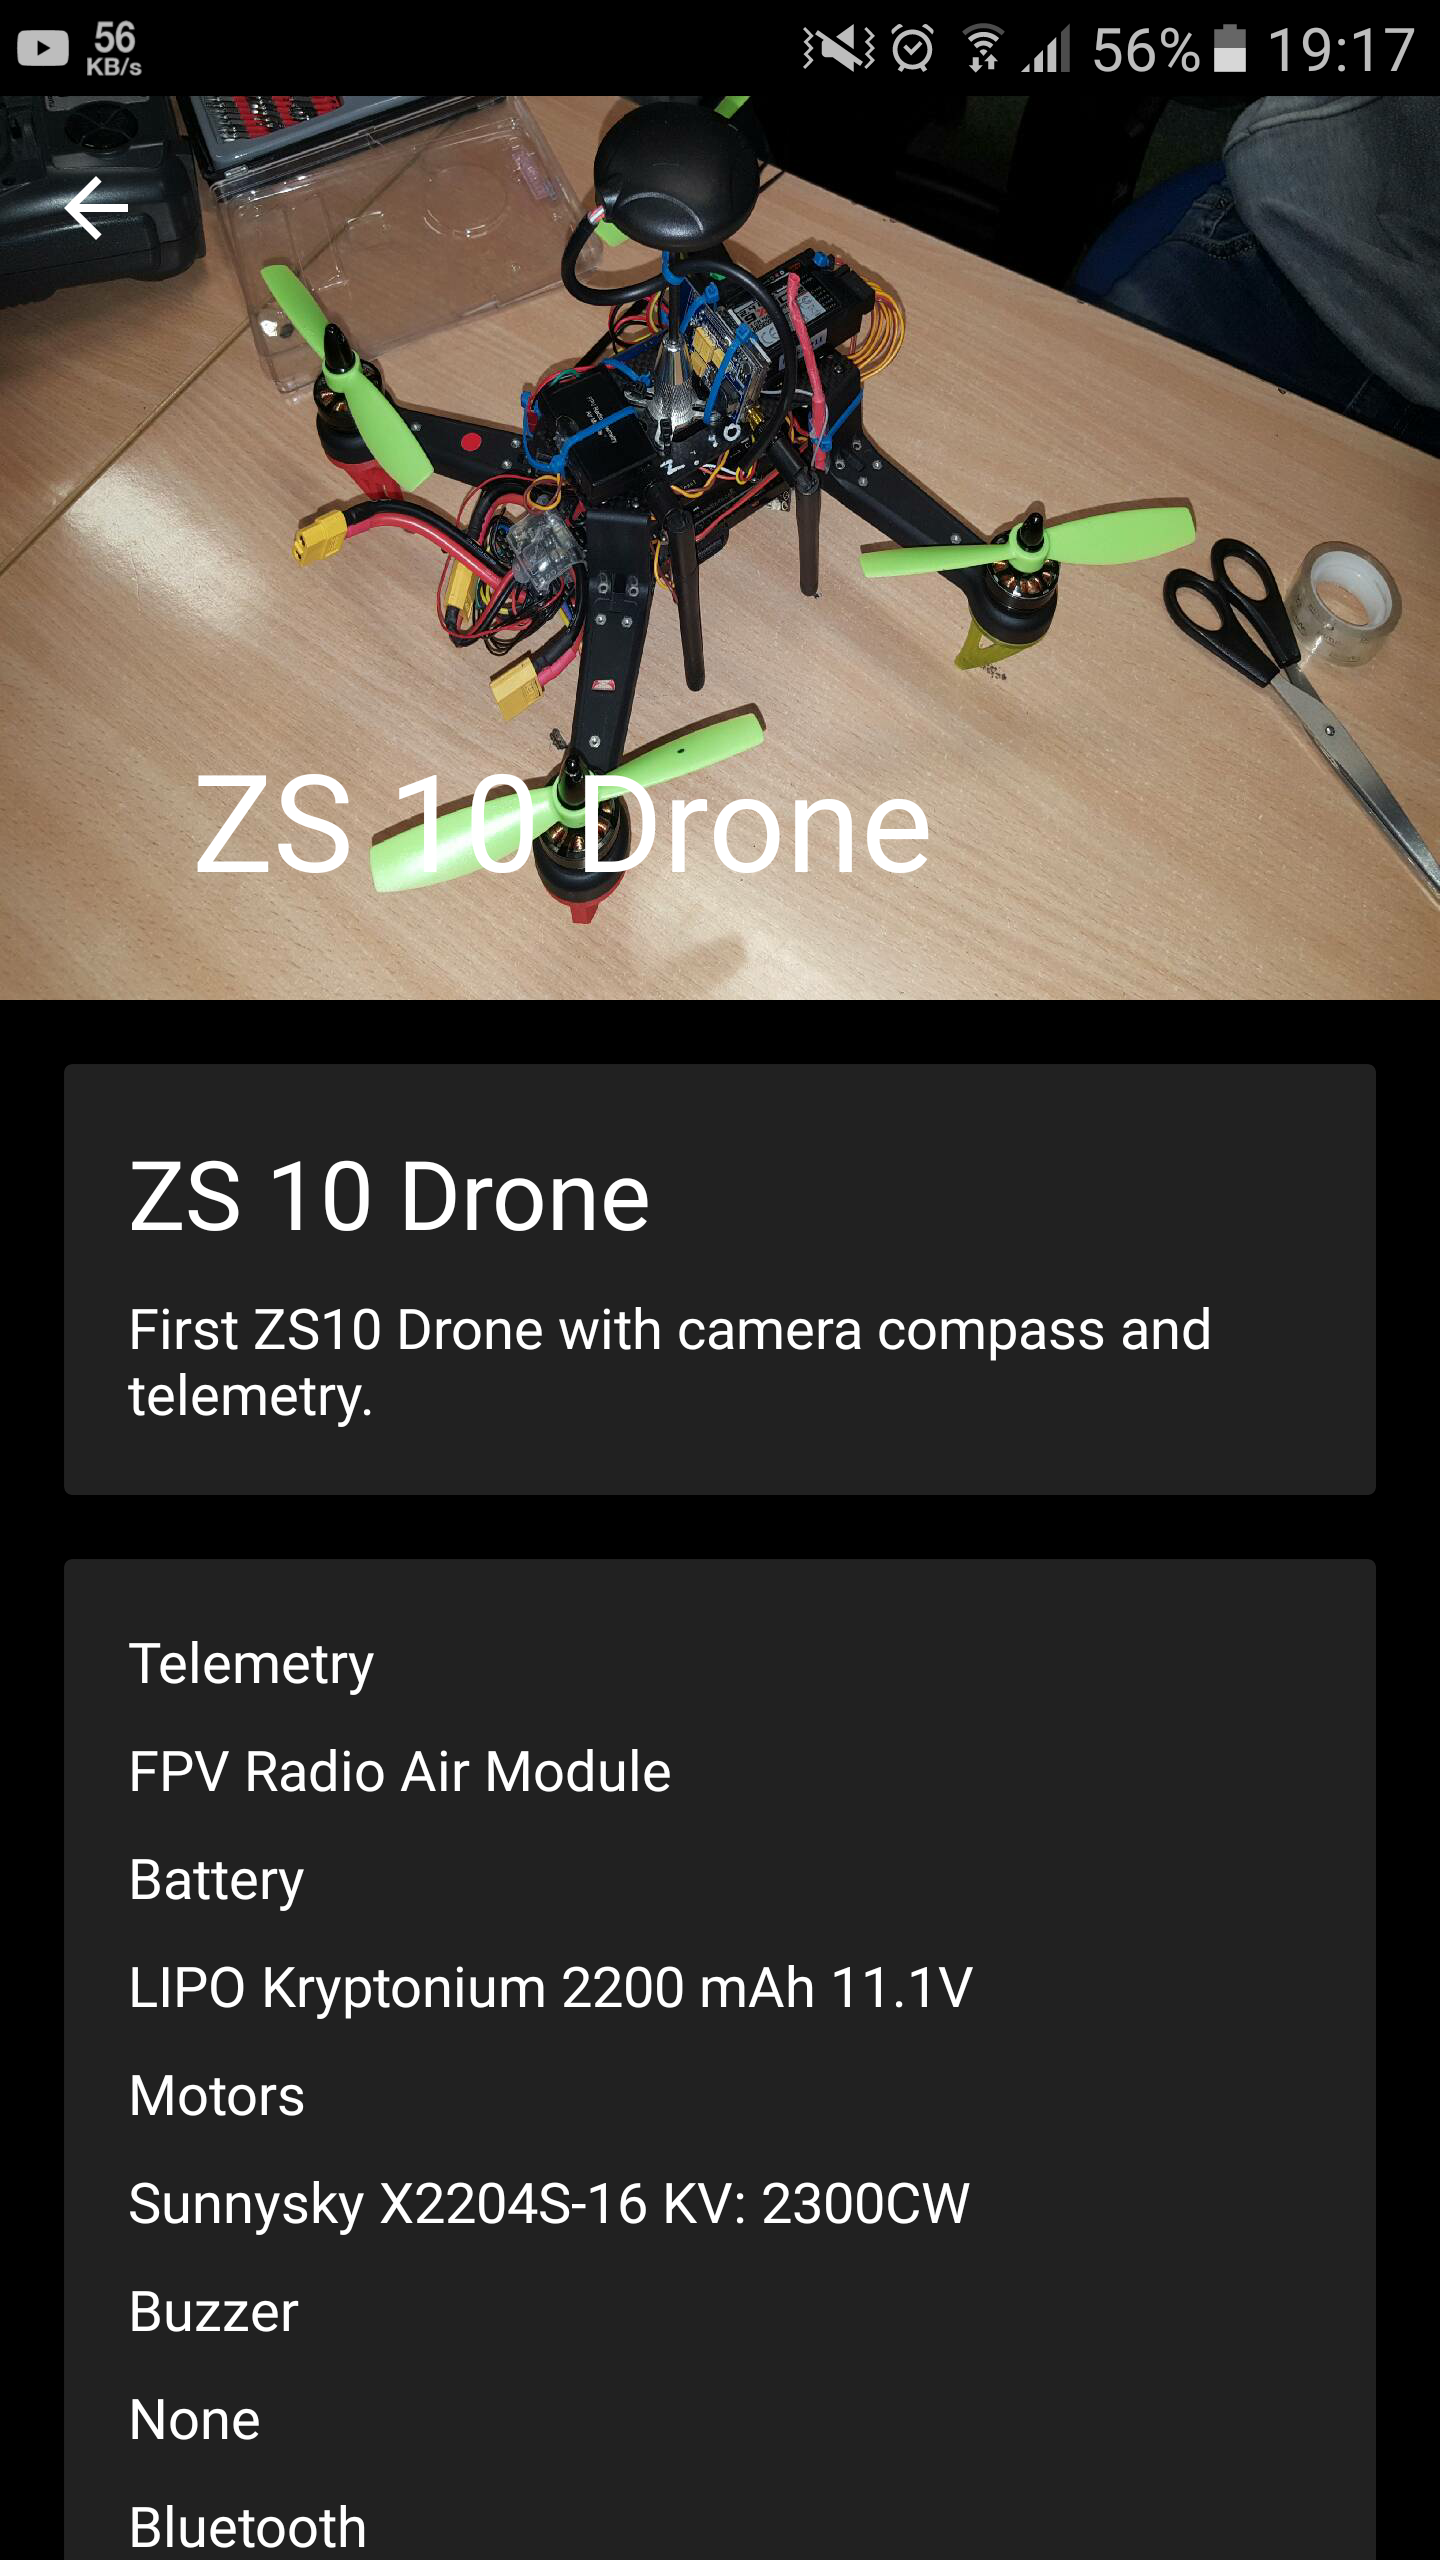 56
KB/s
56%
19:17
ZS 10 Drone
ZS 10 Drone
First ZS10 Drone with camera compass and
telemetry.
Telemetry
FPV Radio Air Module
Battery
LIPO Kryptonium 2200 mAh 11.1V
Motors
Sunnysky X2204S-16 KV: 2300CW
Buzzer
None
Bluetooth